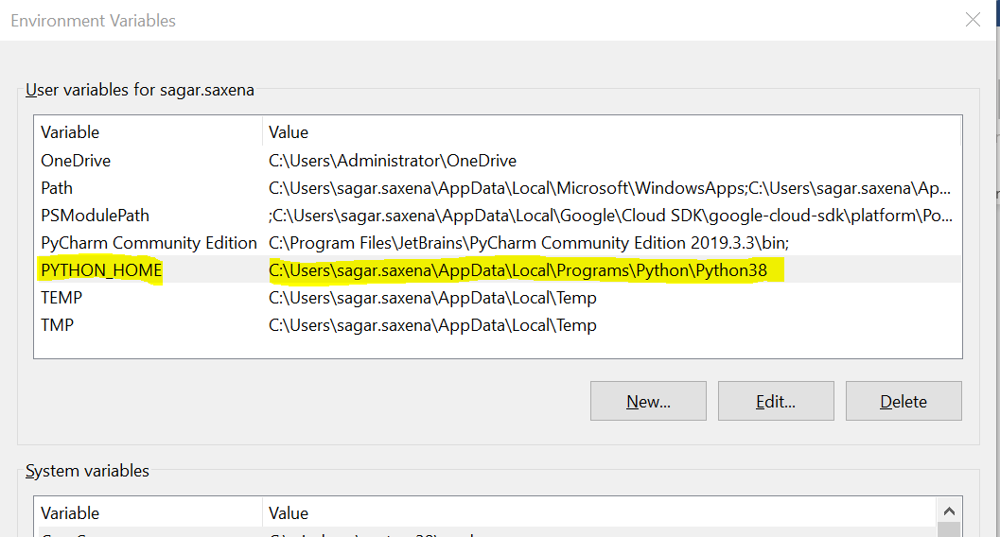 Environment Variables
User variables for sagar.saxena
Variable Value
OneDrive C:\Users\Administrator\OneDrive
Path C:\Users\sagar.saxena\AppData\Local\Microsoft\WindowsApps;C:\Users\sagar.saxena\Ap...
PSModulePath ;C:\Users\sagar.saxena\AppData\Local\Google\Cloud SDK\google-cloud-sdk\platform\Po...
PyCharm Community Edition C:\Program Files\JetBrains\PyCharm Community Edition 2019.3.3\bin;
PYTHON_HOME C:\Users\sagar.saxena\AppData\Local\Programs\Python\Python38
TEMP C:\Users\sagar.saxena\AppData\Local\Temp
TMP C:\Users\sagar.saxena\AppData\Local\Temp
New... Edit... Delete
System variables
Variable Value